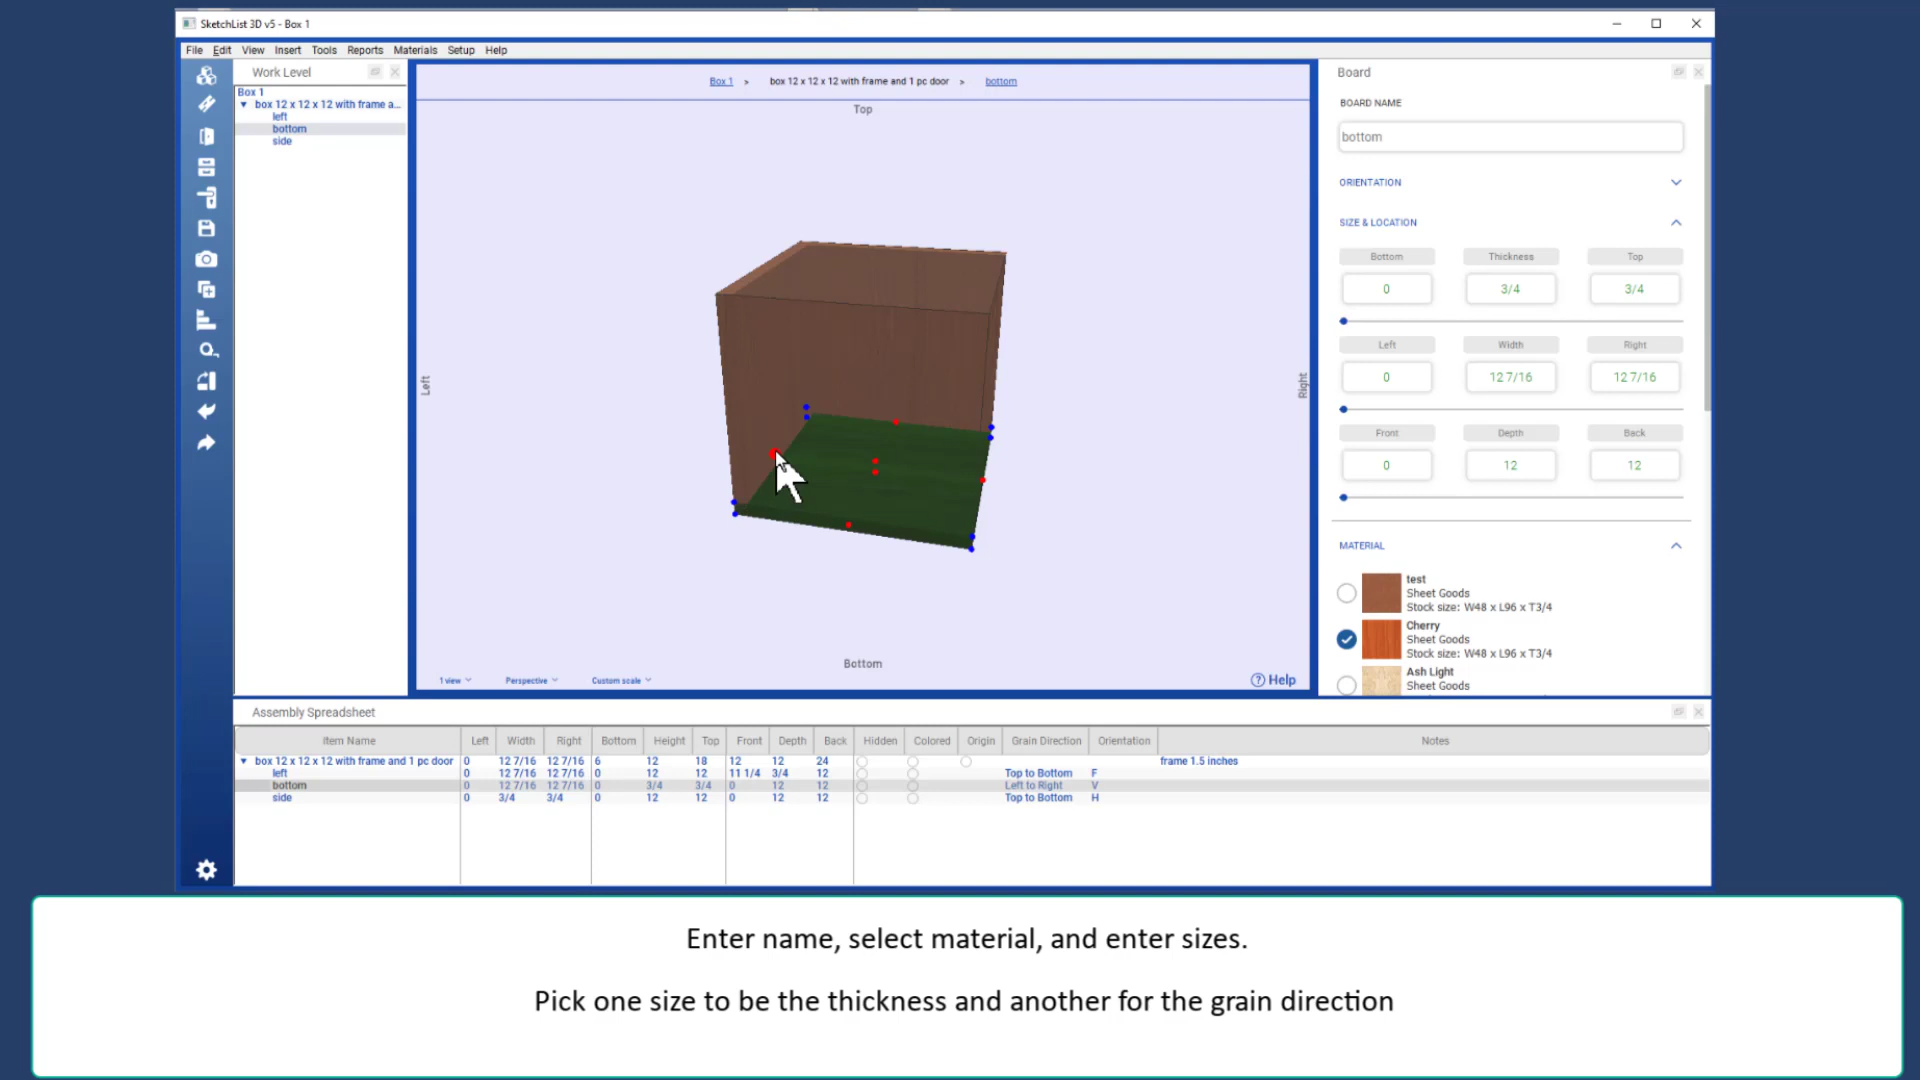 SketchList 3D v5 - Box 1
File Edit View Insert Tools Reports Materials Setup Help
Work Level
Box 1
box 12 x 12 x 12 with frame a...
left
bottom
side
Box 1 > box 12 x 12 x 12 with frame and 1 pc door > bottom
Top
Left
Right
Bottom
1 view
Perspective
Custom scale
? Help
Board
BOARD NAME
bottom
ORIENTATION
SIZE & LOCATION
Bottom Thickness Top
0 3/4 3/4
Left Width Right
0 12 7/16 12 7/16
Front Depth Back
0 12 12
MATERIAL
test
Sheet Goods
Stock size: W48 x L96 x T3/4
Cherry
Sheet Goods
Stock size: W48 x L96 x T3/4
Ash Light
Sheet Goods
Assembly Spreadsheet
Item Name Left Width Right Bottom Height Top Front Depth Back Hidden Colored Origin Grain Direction Orientation Notes
box 12 x 12 x 12 with frame and 1 pc door 0 12 7/16 12 7/16 6 12 18 12 12 24 frame 1.5 inches
left 0 12 7/16 12 7/16 0 12 12 11 1/4 3/4 12 Top to Bottom F
bottom 0 12 7/16 12 7/16 0 3/4 3/4 0 12 12 Left to Right V
side 0 3/4 3/4 0 12 12 0 12 12 Top to Bottom H
Enter name, select material, and enter sizes.
Pick one size to be the thickness and another for the grain direction